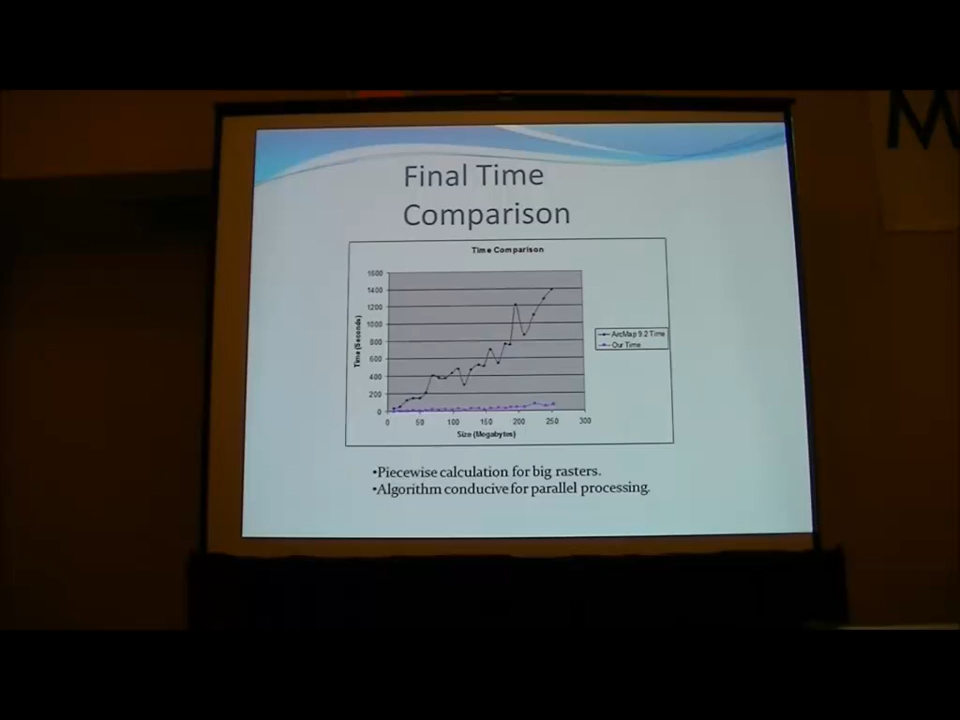 M
Final Time
Comparison
Time Comparison
1600
1400
1200
1000
800
600
400
200
0
Time (Seconds)
0 50 100 150 200 250 300
Size (Megabytes)
ArcMap 9.2 Time
Our Time
•Piecewise calculation for big rasters.
•Algorithm conducive for parallel processing.